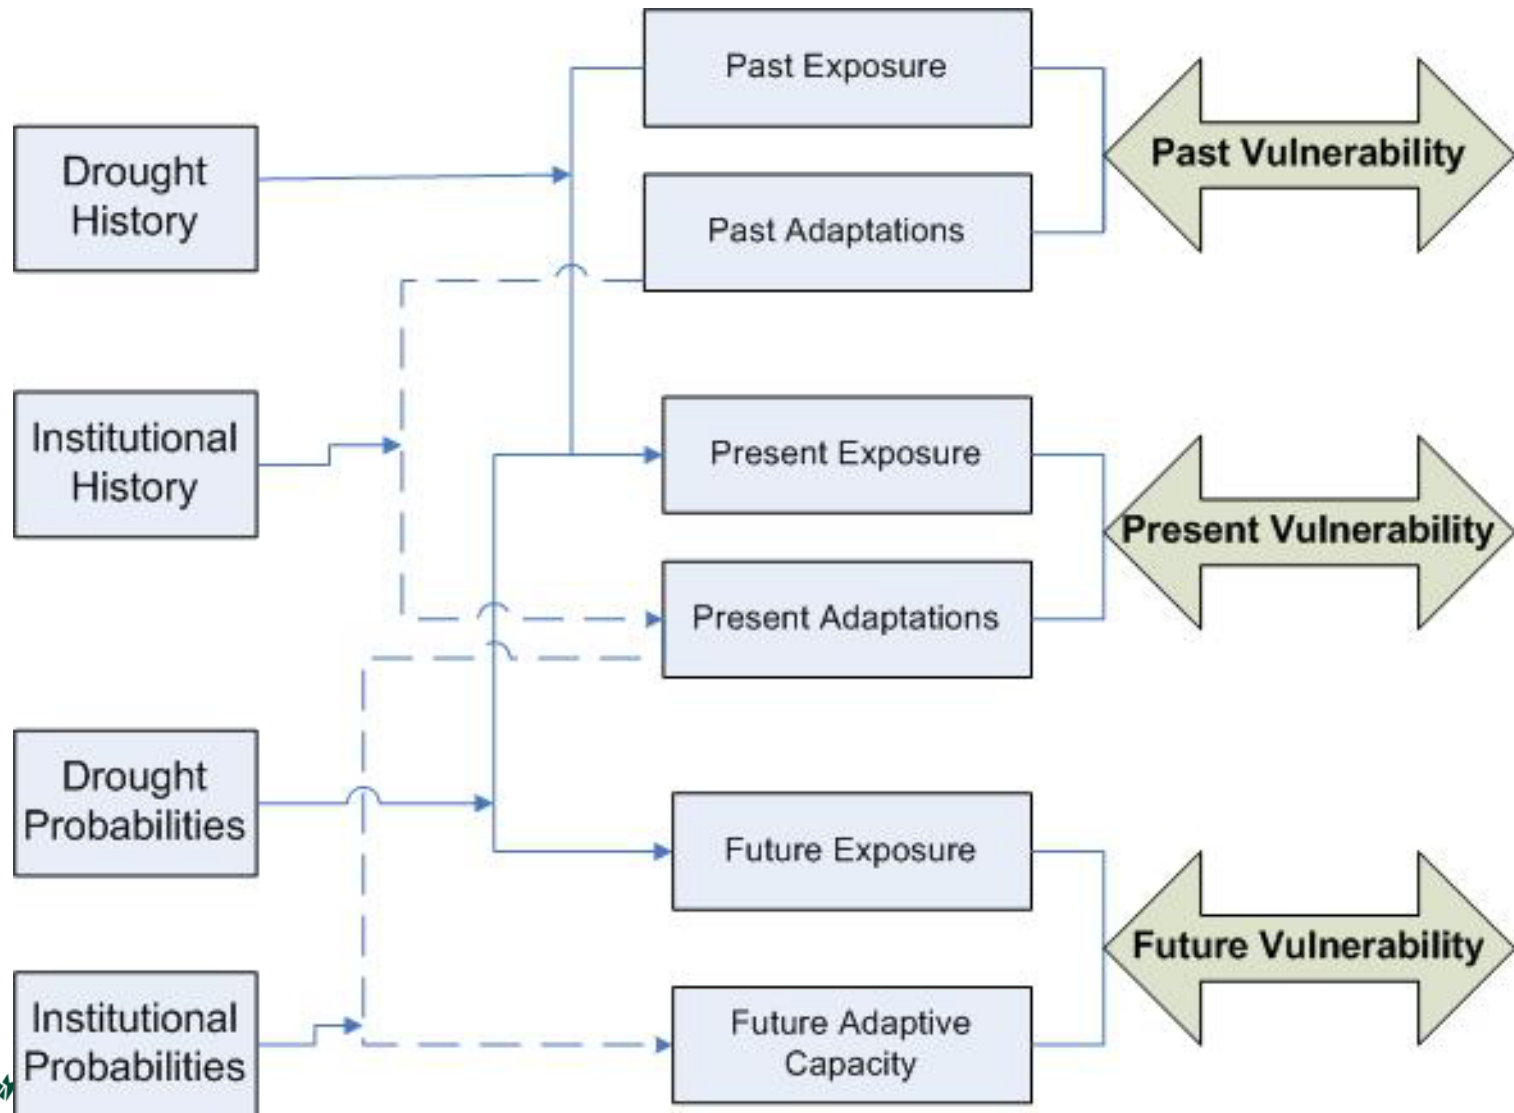 Drought
History
Institutional
History
Drought
Probabilities
Institutional
Probabilities
Past Exposure
Past Adaptations
Present Exposure
Present Adaptations
Future Exposure
Future Adaptive
Capacity
Past Vulnerability
Present Vulnerability
Future Vulnerability